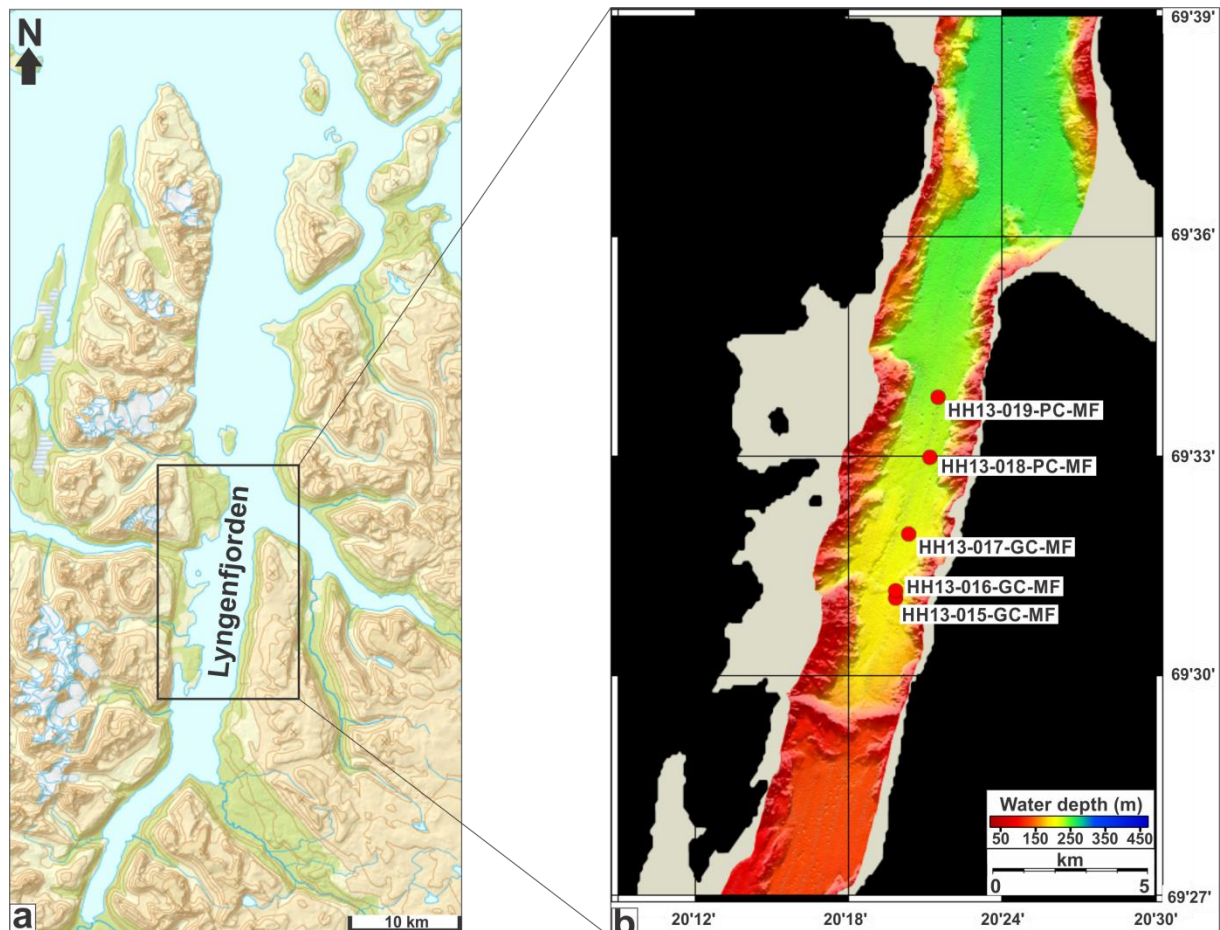 N
Lyngenfjorden
a
10 km
69'39'
69'36'
HH13-019-PC-MF
69'33'
HH13-018-PC-MF
HH13-017-GC-MF
HH13-016-GC-MF
HH13-015-GC-MF
69'30'
Water depth (m)
50 150 250 350 450
km
0 5
69'27'
b
20'12' 20'18' 20'24' 20'30'